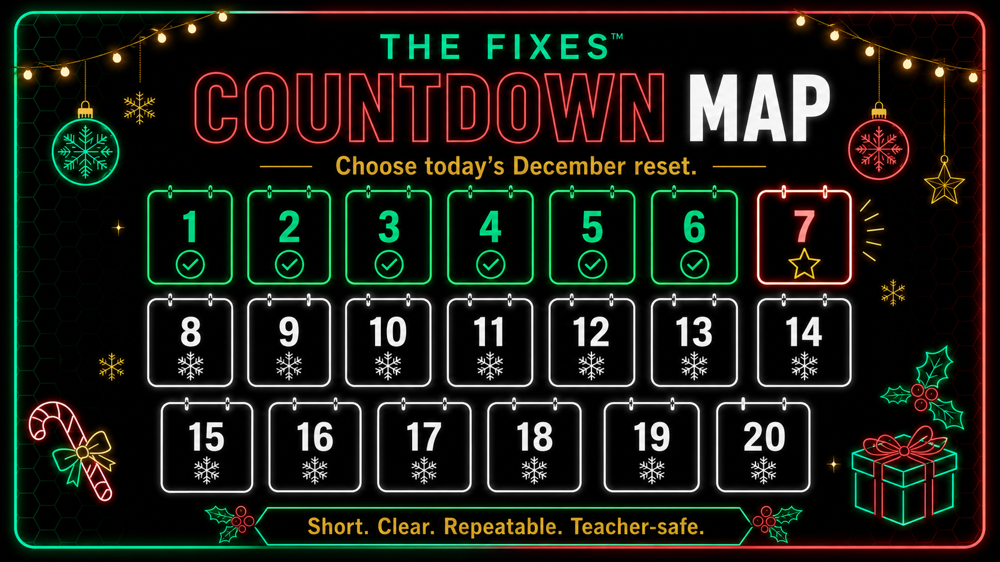 THE FIXES™
COUNTDOWN MAP
Choose today's December reset.
1 2 3 4 5 6 7
8 9 10 11 12 13 14
15 16 17 18 19 20
Short. Clear. Repeatable. Teacher-safe.